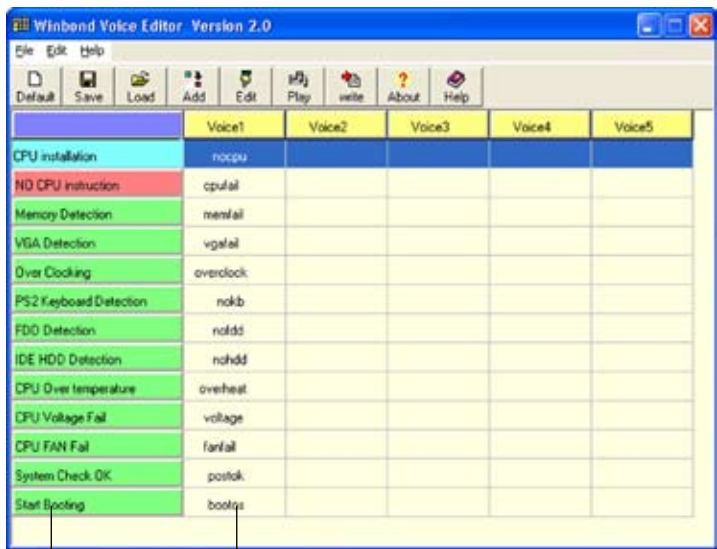 Winbond Voice Editor Version 2.0
File Edit Help
Default Save Load Add Edit Play write About Help
Voice1 Voice2 Voice3 Voice4 Voice5
CPU installation nocpu
NO CPU instruction cpufail
Memory Detection memfail
VGA Detection vgafail
Over Clocking overclock
PS2 Keyboard Detection nokb
FDD Detection nofdd
IDE HDD Detection nohdd
CPU Over temperature overheat
CPU Voltage Fail voltage
CPU FAN Fail fanfail
System Check OK postok
Start Booting bootos